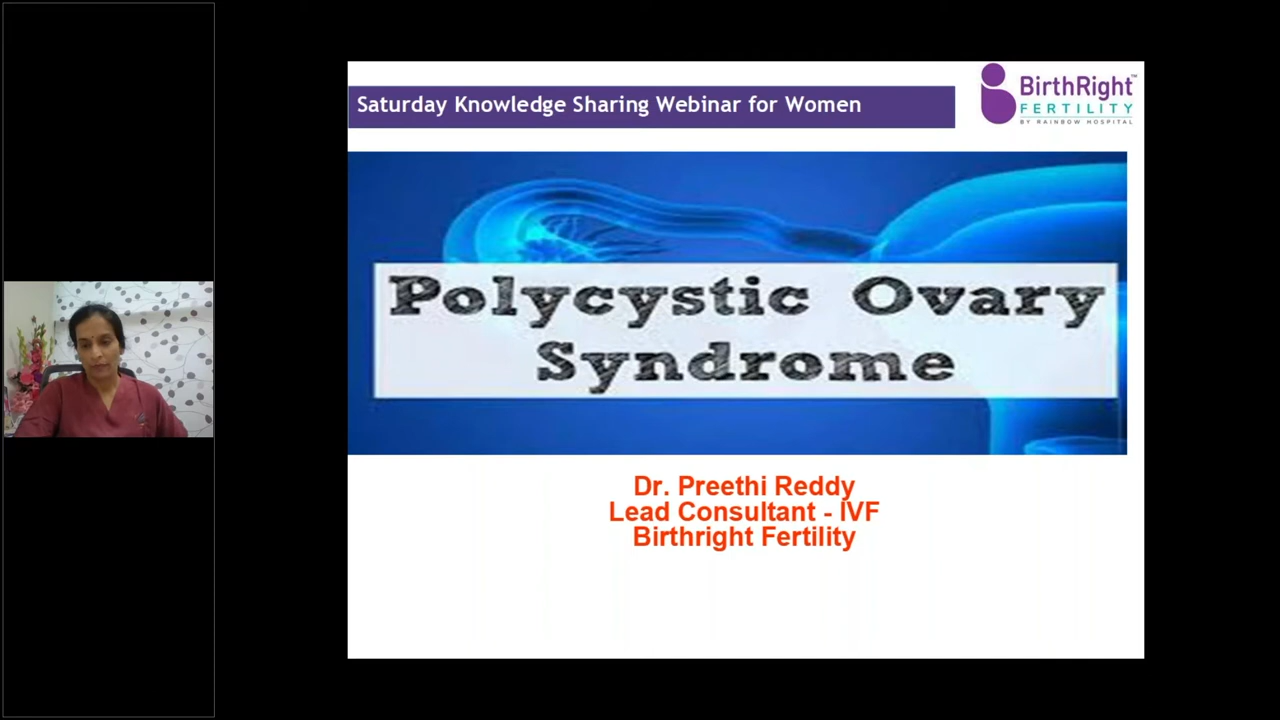 Saturday Knowledge Sharing Webinar for Women
BirthRight™
FERTILITY
BY RAINBOW HOSPITAL
Polycystic Ovary
Syndrome
Dr. Preethi Reddy
Lead Consultant - IVF
Birthright Fertility